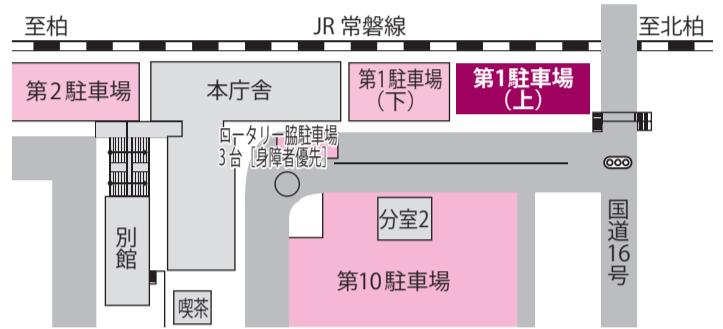 至柏
JR 常磐線
至北柏
第2駐車場
本庁舎
第1駐車場
（下）
第1駐車場
（上）
ロータリー脇駐車場
3台［身障者優先］
別館
分室2
国道16号
第10駐車場
喫茶